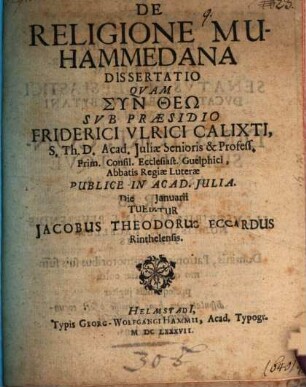 DE
RELIGIONE MU-
HAMMEDANA
DISSERTATIO
QVAM
ΣΥΝ ΘΕΩ
SVB PRÆSIDIO
FRIDERICI VLRICI CALIXTI,
S. Th. D. Acad. Juliæ Senioris & Profess.
Prim. Consil. Ecclesiast. Guelphici,
Abbatis Regiæ Luteræ
PUBLICE IN ACAD. JULIA.
Die Januarii
TUEBITUR
JACOBUS THEODORUS ECCARDUS
Rinthelensis.
HELMSTADI,
Typis GEORG-WOLFGANGI HAMMII, Acad. Typogr.
M DC LXXXVII.
305